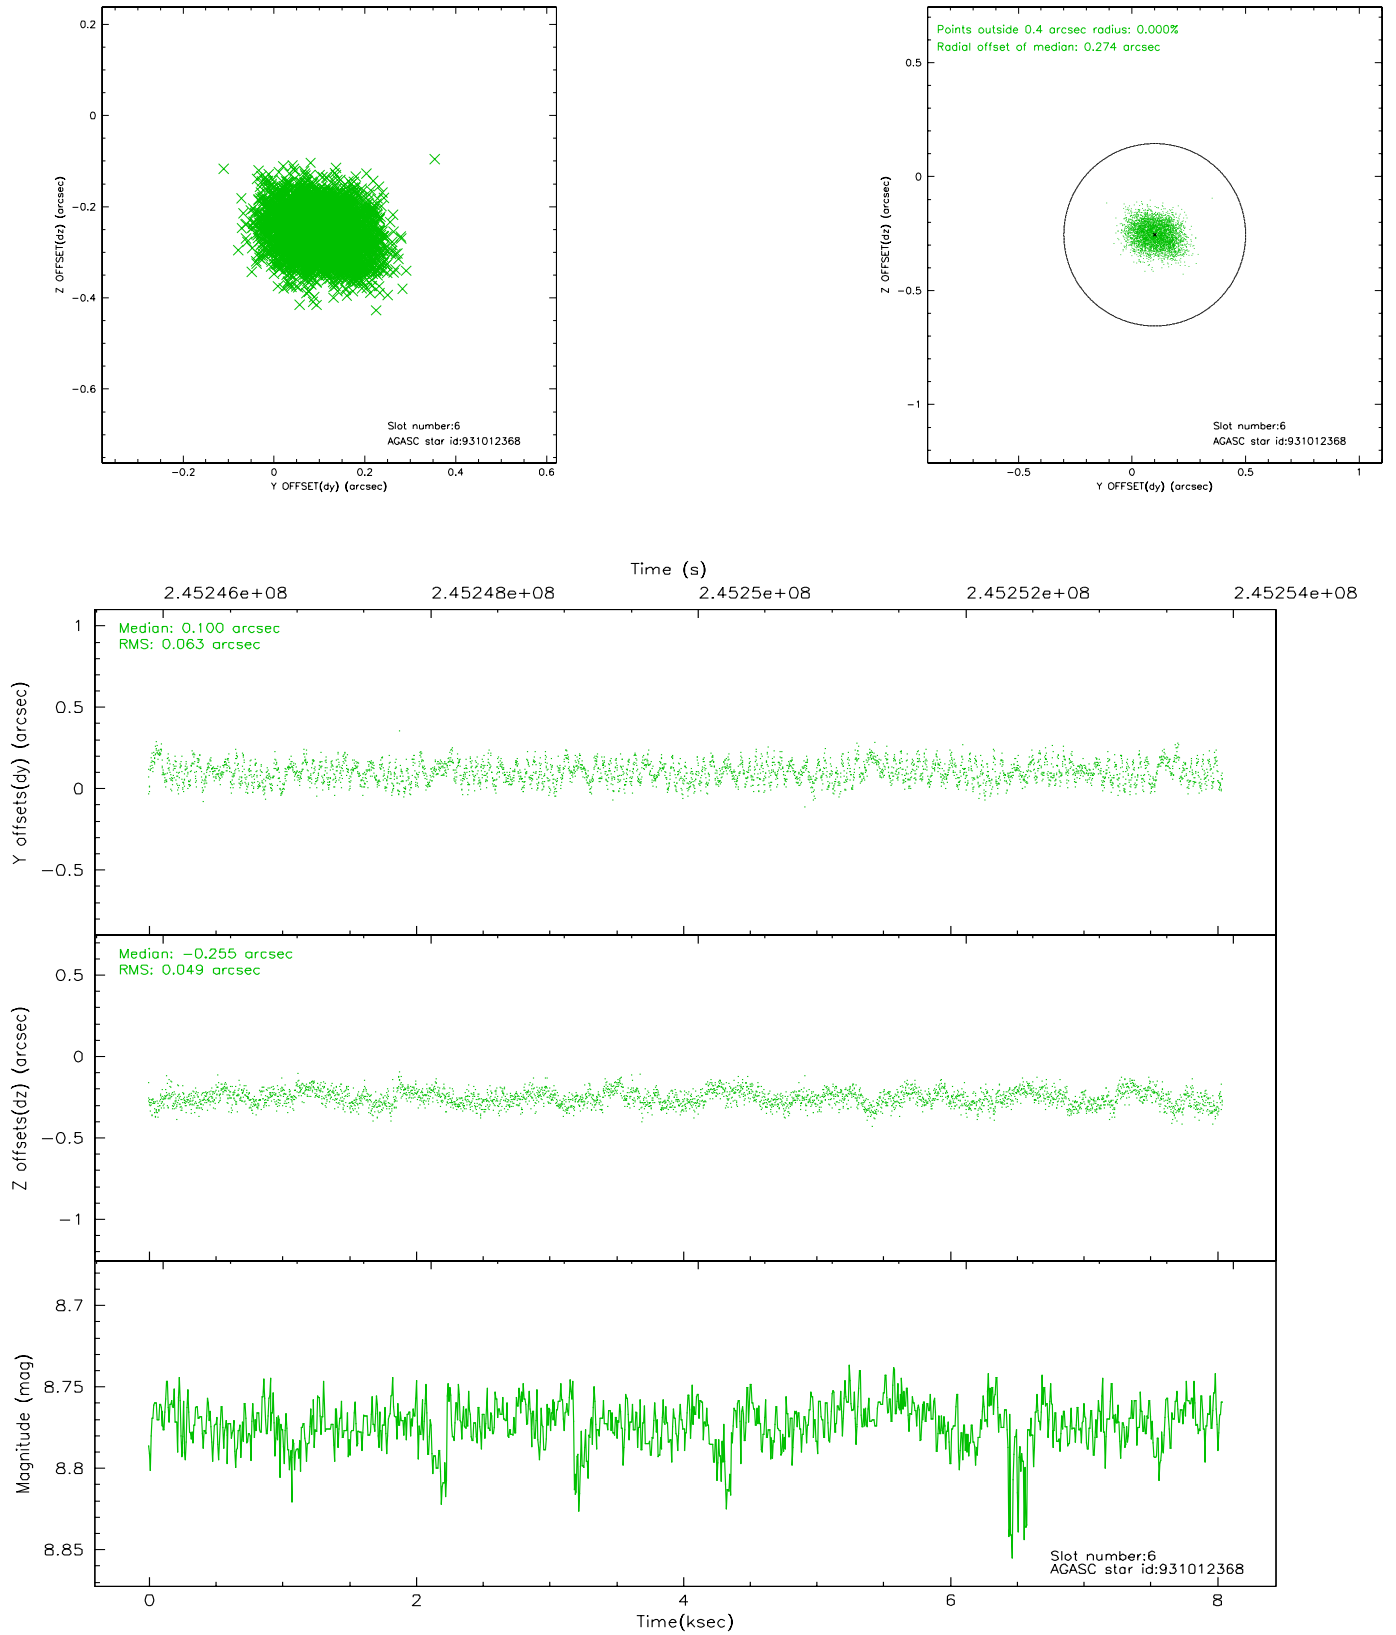 0.2
0
−0.2
−0.4
−0.6
Z OFFSET(dz) (arcsec)
Slot number:6
AGASC star id:931012368
−0.2 0 0.2 0.4 0.6
Y OFFSET(dy) (arcsec)
Points outside 0.4 arcsec radius: 0.000%
Radial offset of median: 0.274 arcsec
0.5
0
−0.5
−1
Z OFFSET(dz) (arcsec)
Slot number:6
AGASC star id:931012368
−0.5 0 0.5 1
Y OFFSET(dy) (arcsec)
Time (s)
2.45246e+08 2.45248e+08 2.4525e+08 2.45252e+08 2.45254e+08
Median: 0.100 arcsec
RMS: 0.063 arcsec
1
0.5
0
−0.5
Y offsets(dy) (arcsec)
Median: −0.255 arcsec
RMS: 0.049 arcsec
0.5
0
−0.5
−1
Z offsets(dz) (arcsec)
8.7
8.75
8.8
8.85
Magnitude (mag)
Slot number:6
AGASC star id:931012368
0 2 4 6 8
Time(ksec)